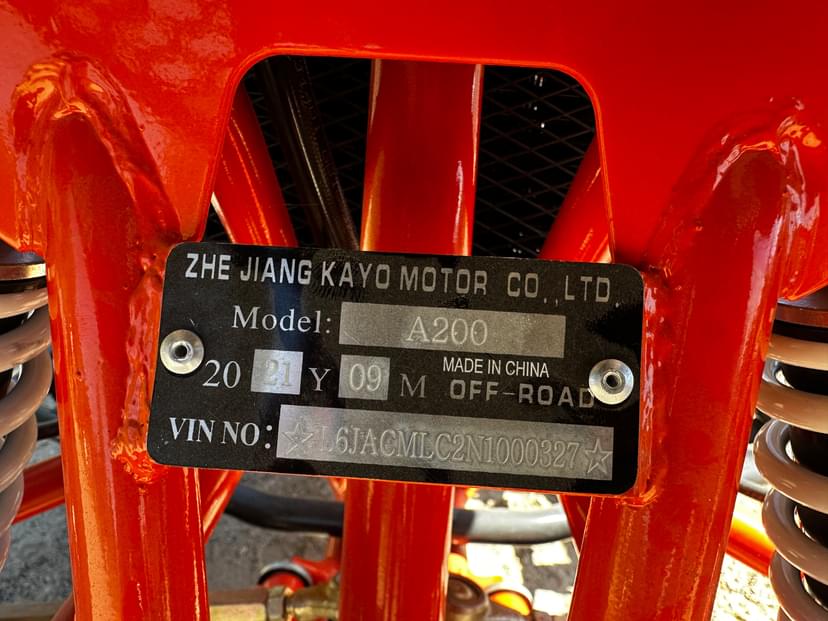 ZHE JIANG KAYO MOTOR CO.,LTD.
Model: A200
2021 Y 09 M MADE IN CHINA
OFF-ROAD
VIN NO: ☆L6JACMLC2N1000327☆